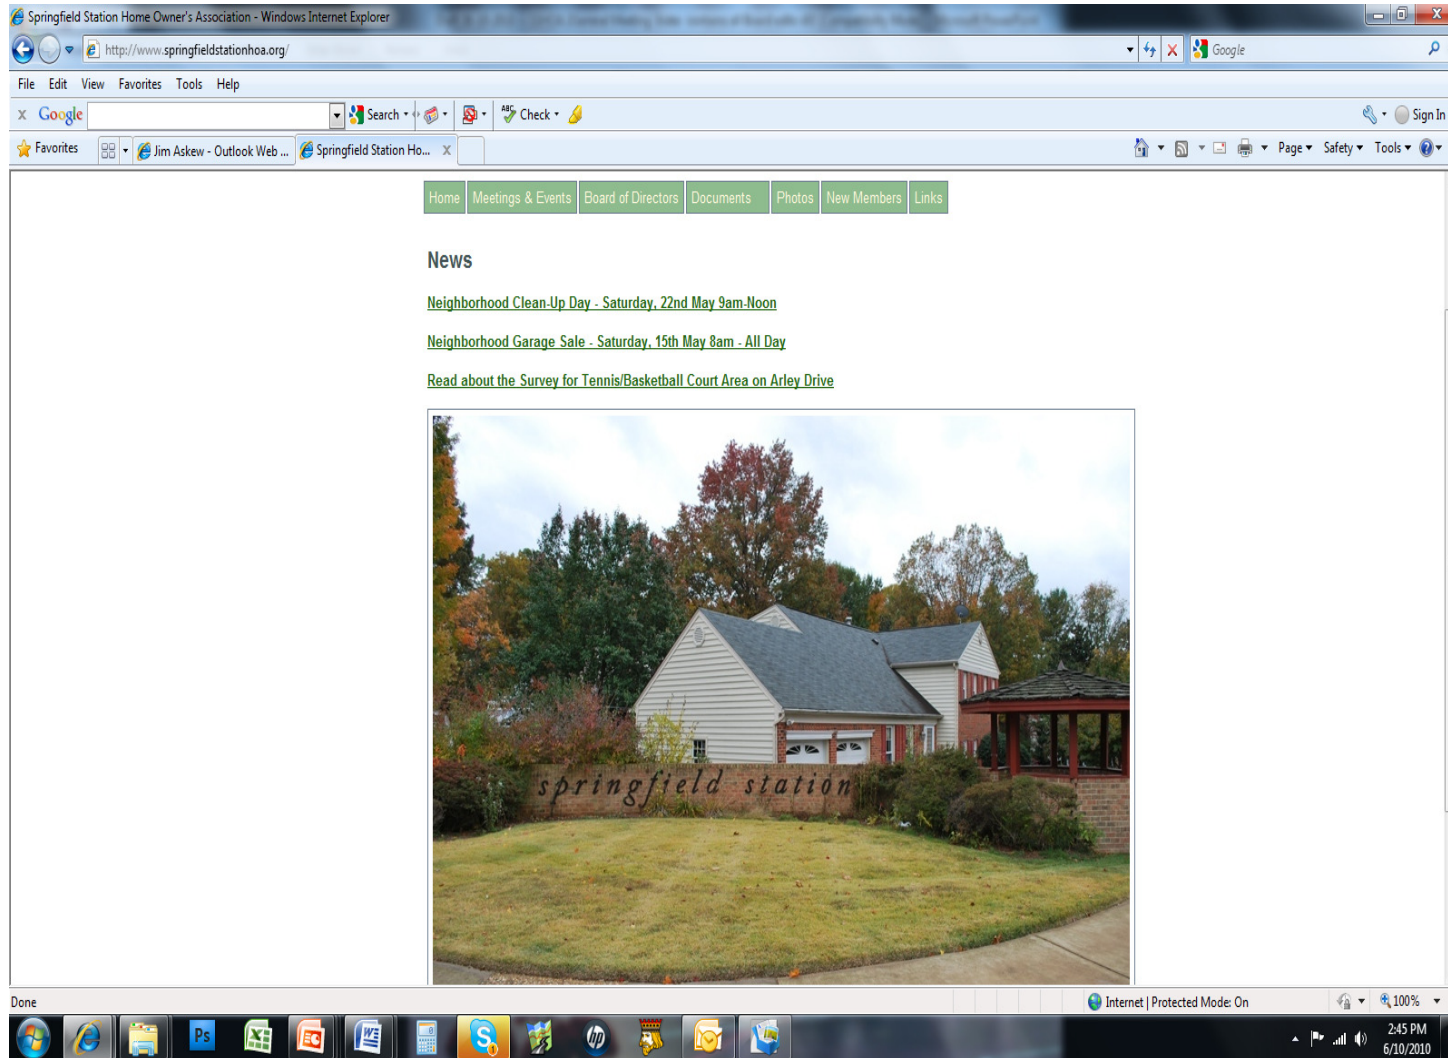 Springfield Station Home Owner's Association - Windows Internet Explorer
http://www.springfieldstationhoa.org/
Google
File Edit View Favorites Tools Help
x Google Search ABC Check Sign In
Favorites Jim Askew - Outlook Web ... Springfield Station Ho... X Page Safety Tools
Home Meetings & Events Board of Directors Documents Photos New Members Links
News
Neighborhood Clean-Up Day - Saturday, 22nd May 9am-Noon
Neighborhood Garage Sale - Saturday, 15th May 8am - All Day
Read about the Survey for Tennis/Basketball Court Area on Arley Drive
springfield station
Done Internet | Protected Mode: On 100%
Ps hp 2:45 PM
6/10/2010